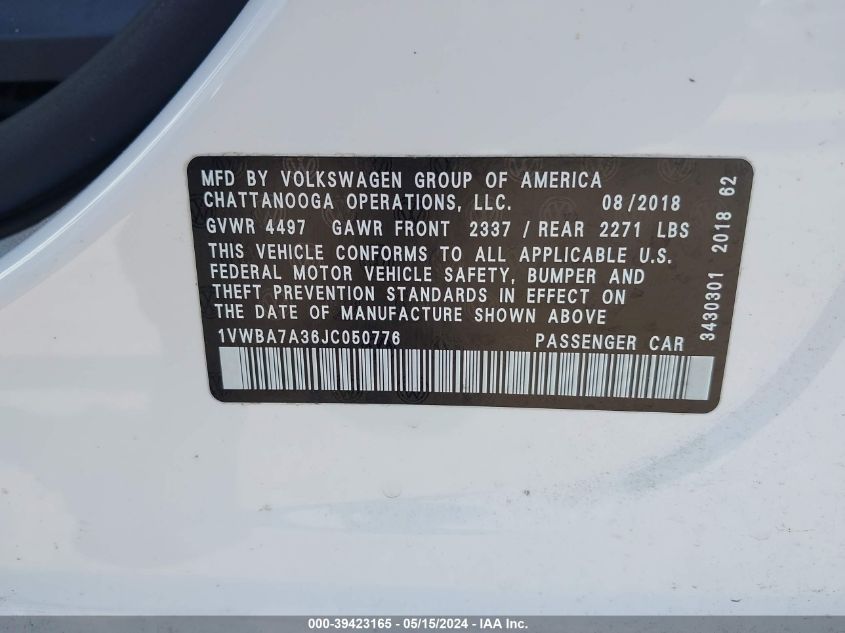 MFD BY VOLKSWAGEN GROUP OF AMERICA
CHATTANOOGA OPERATIONS, LLC. 08/2018
GVWR 4497 GAWR FRONT 2337 / REAR 2271 LBS
THIS VEHICLE CONFORMS TO ALL APPLICABLE U.S.
FEDERAL MOTOR VEHICLE SAFETY, BUMPER AND
THEFT PREVENTION STANDARDS IN EFFECT ON
THE DATE OF MANUFACTURE SHOWN ABOVE
1VWBA7A36JC050776 PASSENGER CAR
3430301 2018 62
000-39423165 - 05/15/2024 - IAA Inc.